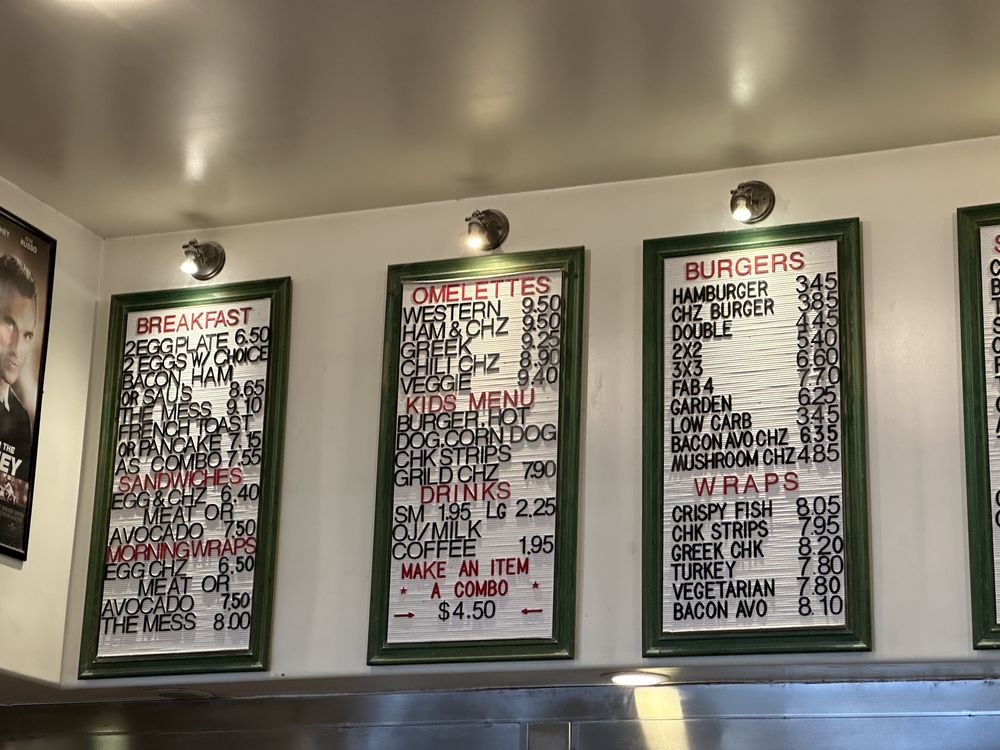 BREAKFAST
2 EGG PLATE 6.50
2 EGGS W/ CHOICE
BACON, HAM
OR SAUS 8.65
THE MESS 9.10
FRENCH TOAST
OR PANCAKE 7.15
AS COMBO 7.55
SANDWICHES
EGG & CHZ 6.40
MEAT OR
AVOCADO 7.50
MORNING WRAPS
EGG CHZ 6.50
MEAT OR
AVOCADO 7.50
THE MESS 8.00
OMELETTES
WESTERN 9.50
HAM & CHZ 9.50
GREEK 9.25
CHILI CHZ 8.90
VEGGIE 9.40
KIDS MENU
BURGER, HOT
DOG, CORN DOG
CHK STRIPS
GRILD CHZ 7.90
DRINKS
SM 1.95 LG 2.25
OJ/MILK
COFFEE 1.95
MAKE AN ITEM
* A COMBO *
→ $4.50 ←
BURGERS
HAMBURGER 3.45
CHZ BURGER 3.85
DOUBLE 4.45
2X2 5.40
3X3 6.60
FAB 4 7.70
GARDEN 6.25
LOW CARB 3.45
BACON AVO CHZ 6.35
MUSHROOM CHZ 4.85
WRAPS
CRISPY FISH 8.05
CHK STRIPS 7.95
GREEK CHK 8.20
TURKEY 7.80
VEGETARIAN 7.80
BACON AVO 8.10